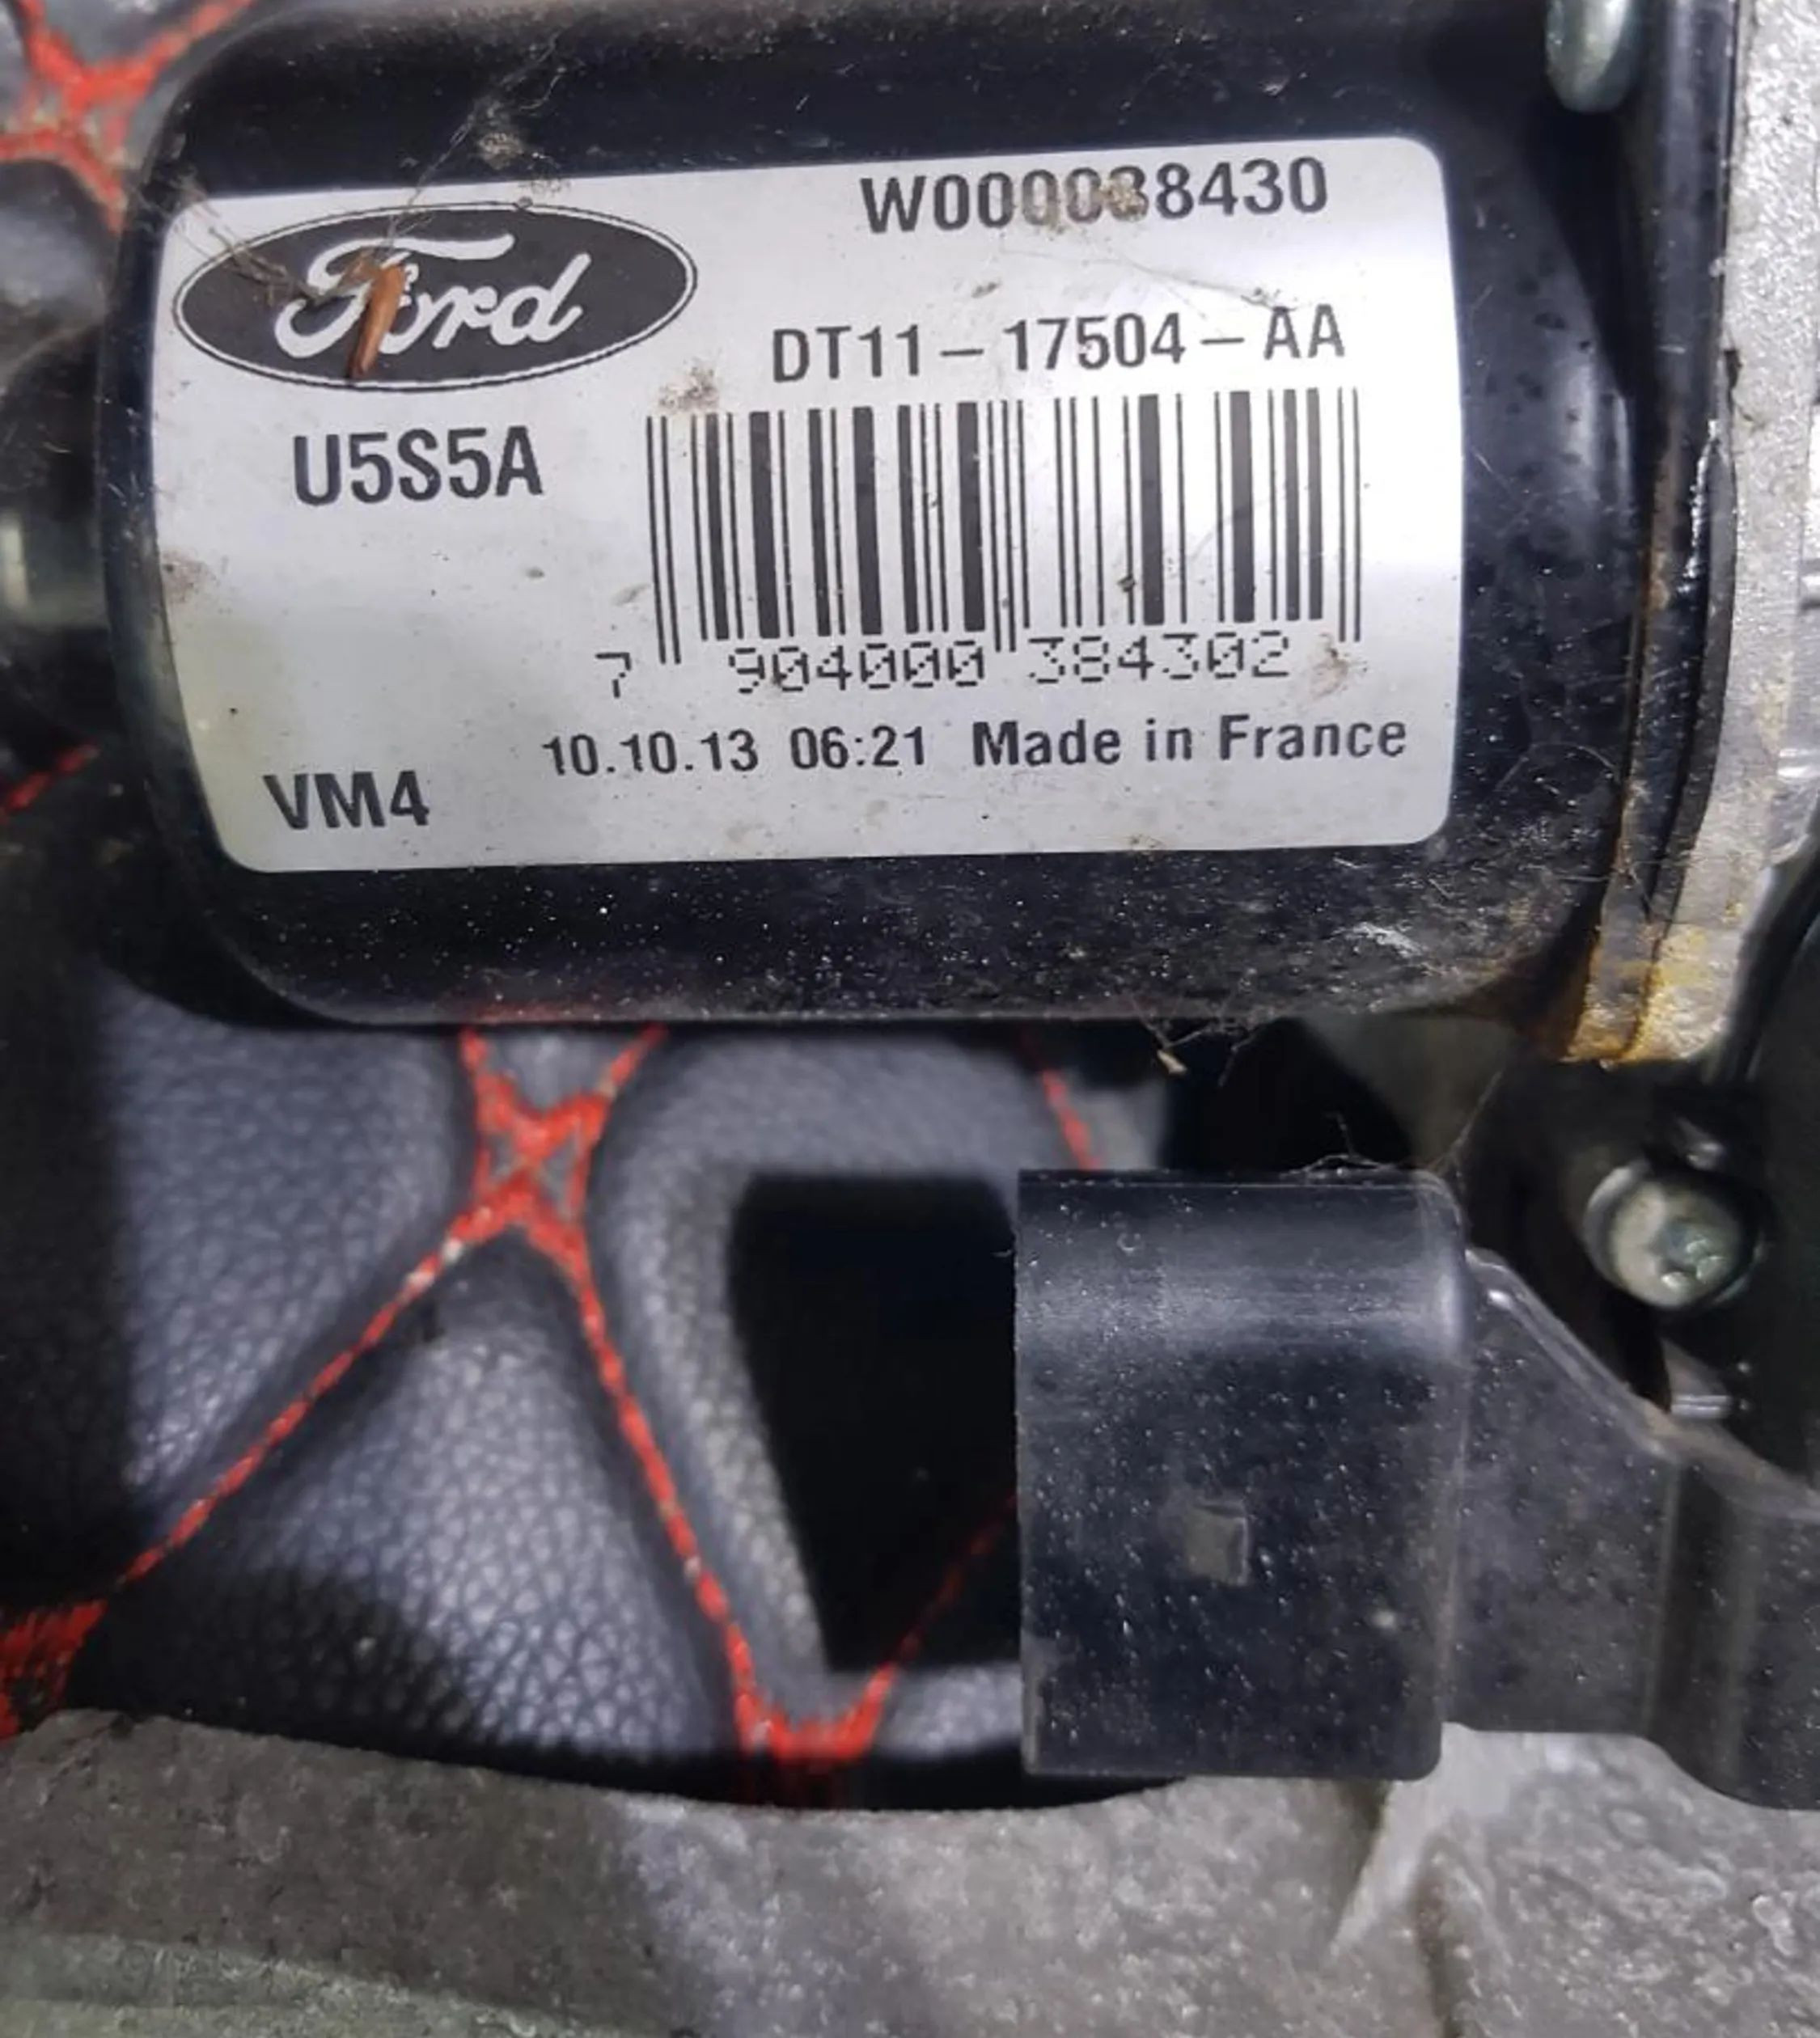 W000038430
Ford
DT11-17504-AA
U5S5A
7 904000 384302
10.10.13 06:21 Made in France
VM4